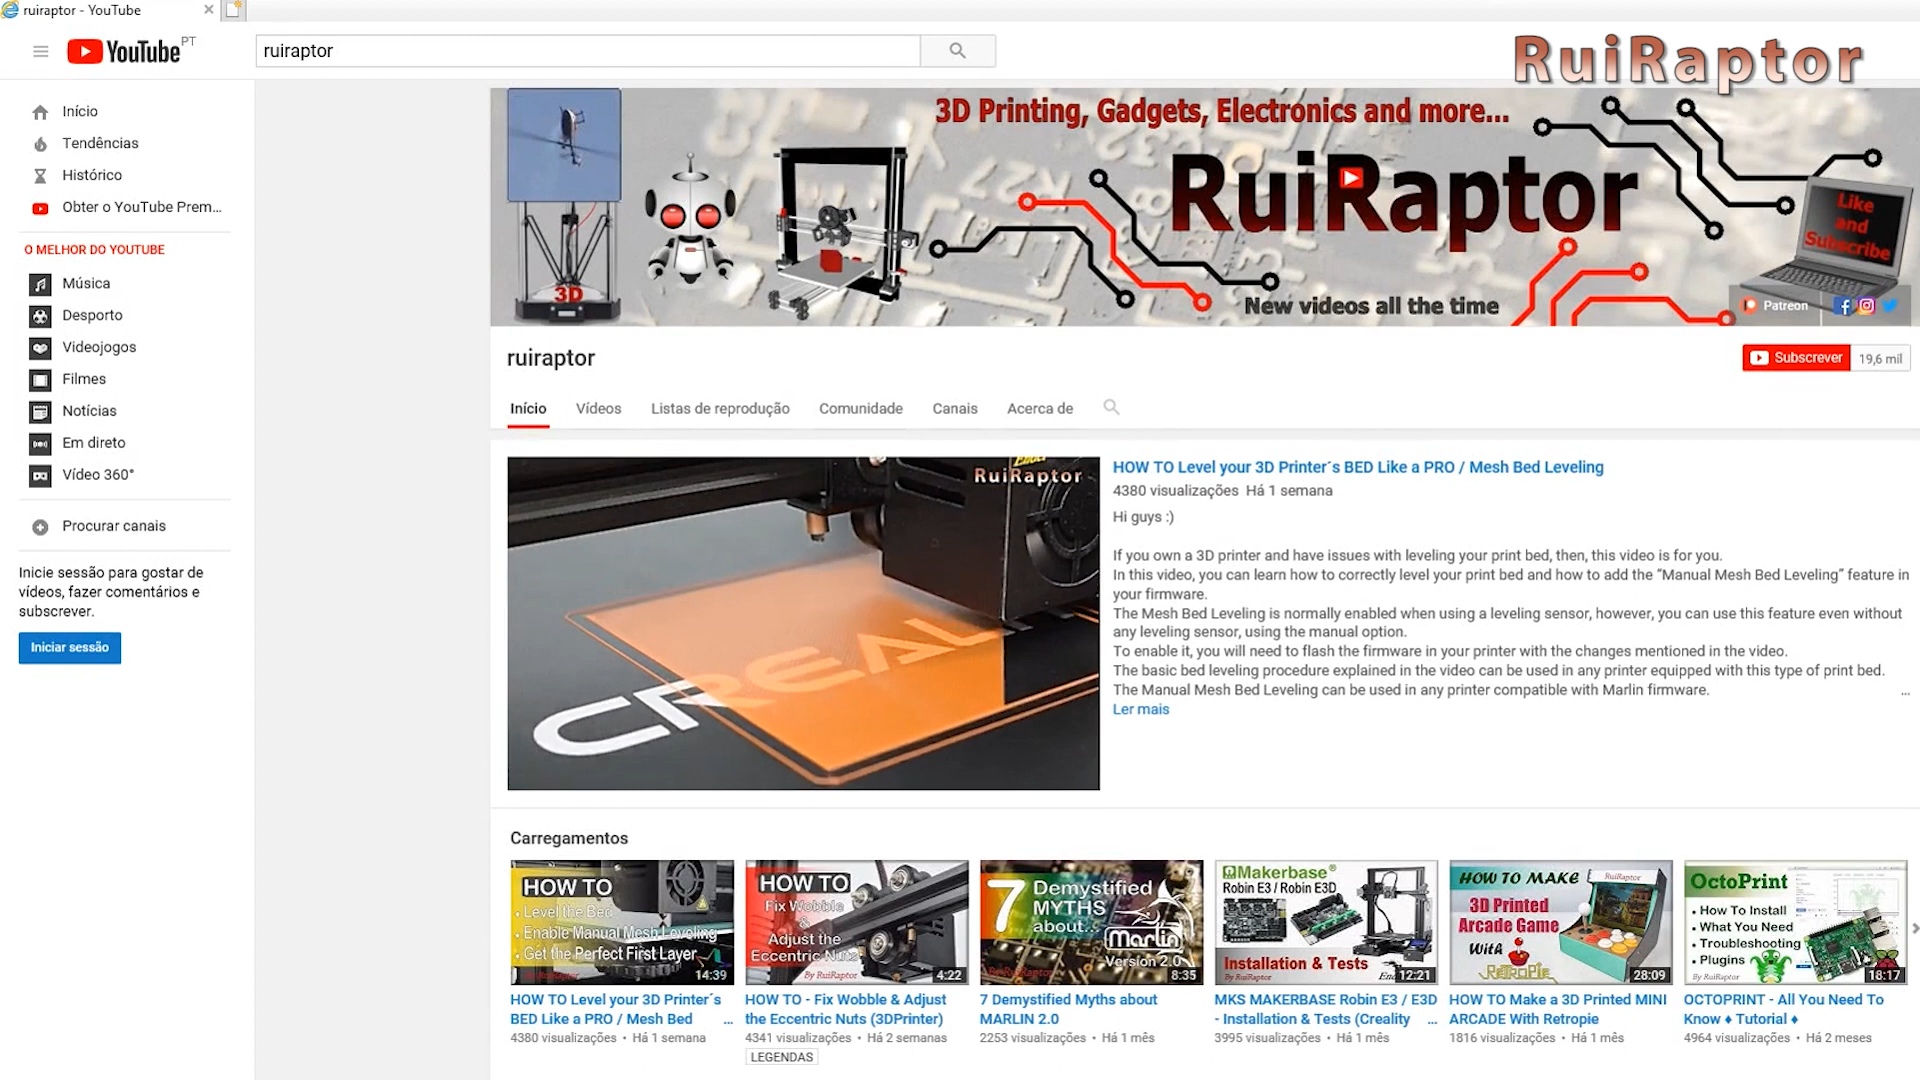 ruiraptor - YouTube
YouTube PT
ruiraptor
RuiRaptor
Início
Tendências
Histórico
Obter o YouTube Prem...
O MELHOR DO YOUTUBE
Música
Desporto
Videojogos
Filmes
Notícias
Em direto
Vídeo 360°
Procurar canais
Inicie sessão para gostar de
vídeos, fazer comentários e
subscrever.
Iniciar sessão
3D Printing, Gadgets, Electronics and more...
RuiRaptor
New videos all the time
3D
Like
and
Subscribe
Patreon
ruiraptor
Subscrever 19,6 mil
Início Vídeos Listas de reprodução Comunidade Canais Acerca de
RuiRaptor
CREAL
HOW TO Level your 3D Printer´s BED Like a PRO / Mesh Bed Leveling
4380 visualizações Há 1 semana
Hi guys :)
If you own a 3D printer and have issues with leveling your print bed, then, this video is for you.
In this video, you can learn how to correctly level your print bed and how to add the “Manual Mesh Bed Leveling” feature in
your firmware.
The Mesh Bed Leveling is normally enabled when using a leveling sensor, however, you can use this feature even without
any leveling sensor, using the manual option.
To enable it, you will need to flash the firmware in your printer with the changes mentioned in the video.
The basic bed leveling procedure explained in the video can be used in any printer equipped with this type of print bed.
The Manual Mesh Bed Leveling can be used in any printer compatible with Marlin firmware. ...
Ler mais
Carregamentos
HOW TO
• Level the Bed
• Enable Manual Mesh Leveling
• Get the Perfect First Layer
By RuiRaptor
14:39
HOW TO Level your 3D Printer´s
BED Like a PRO / Mesh Bed ...
4380 visualizações • Há 1 semana
HOW TO
Fix Wobble
&
Adjust the
Eccentric Nuts
By RuiRaptor
4:22
HOW TO - Fix Wobble & Adjust
the Eccentric Nuts (3DPrinter)
4341 visualizações • Há 2 semanas
LEGENDAS
7 Demystified
MYTHS
about...
Marlin
Version 2.0
By RuiRaptor
8:35
7 Demystified Myths about
MARLIN 2.0
2253 visualizações • Há 1 mês
Makerbase®
Robin E3 / Robin E3D
Installation & Tests
By RuiRaptor
12:21
MKS MAKERBASE Robin E3 / E3D
- Installation & Tests (Creality ...
3995 visualizações • Há 1 mês
HOW TO MAKE
RuiRaptor
3D Printed
Arcade Game
With
RETROPIE
28:09
HOW TO Make a 3D Printed MINI
ARCADE With Retropie
1816 visualizações • Há 1 mês
OctoPrint
• How To Install
• What You Need
• Troubleshooting
• Plugins
By RuiRaptor
18:17
OCTOPRINT - All You Need To
Know ♦ Tutorial ♦
4964 visualizações • Há 2 meses